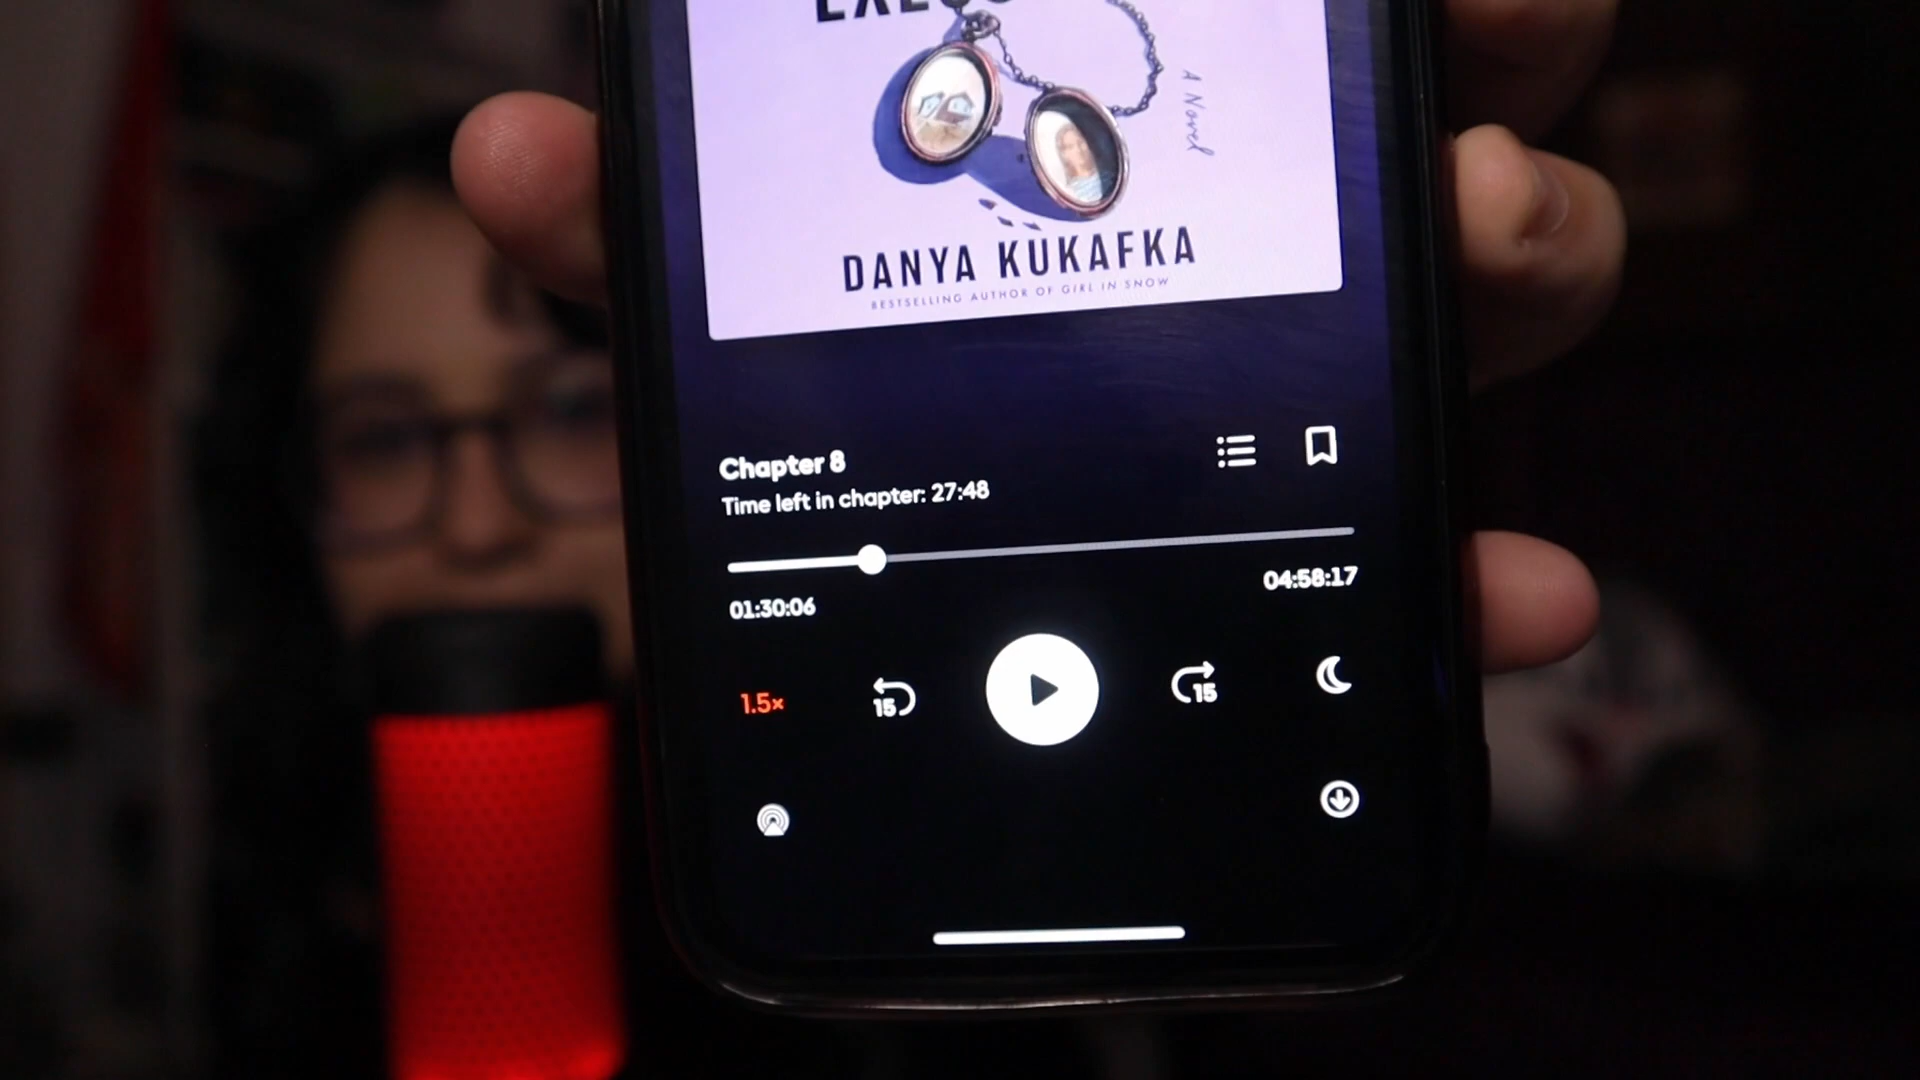 A Novel
DANYA KUKAFKA
BESTSELLING AUTHOR OF GIRL IN SNOW
Chapter 8
Time left in chapter: 27:48
01:30:06
04:58:17
1.5×
15
15